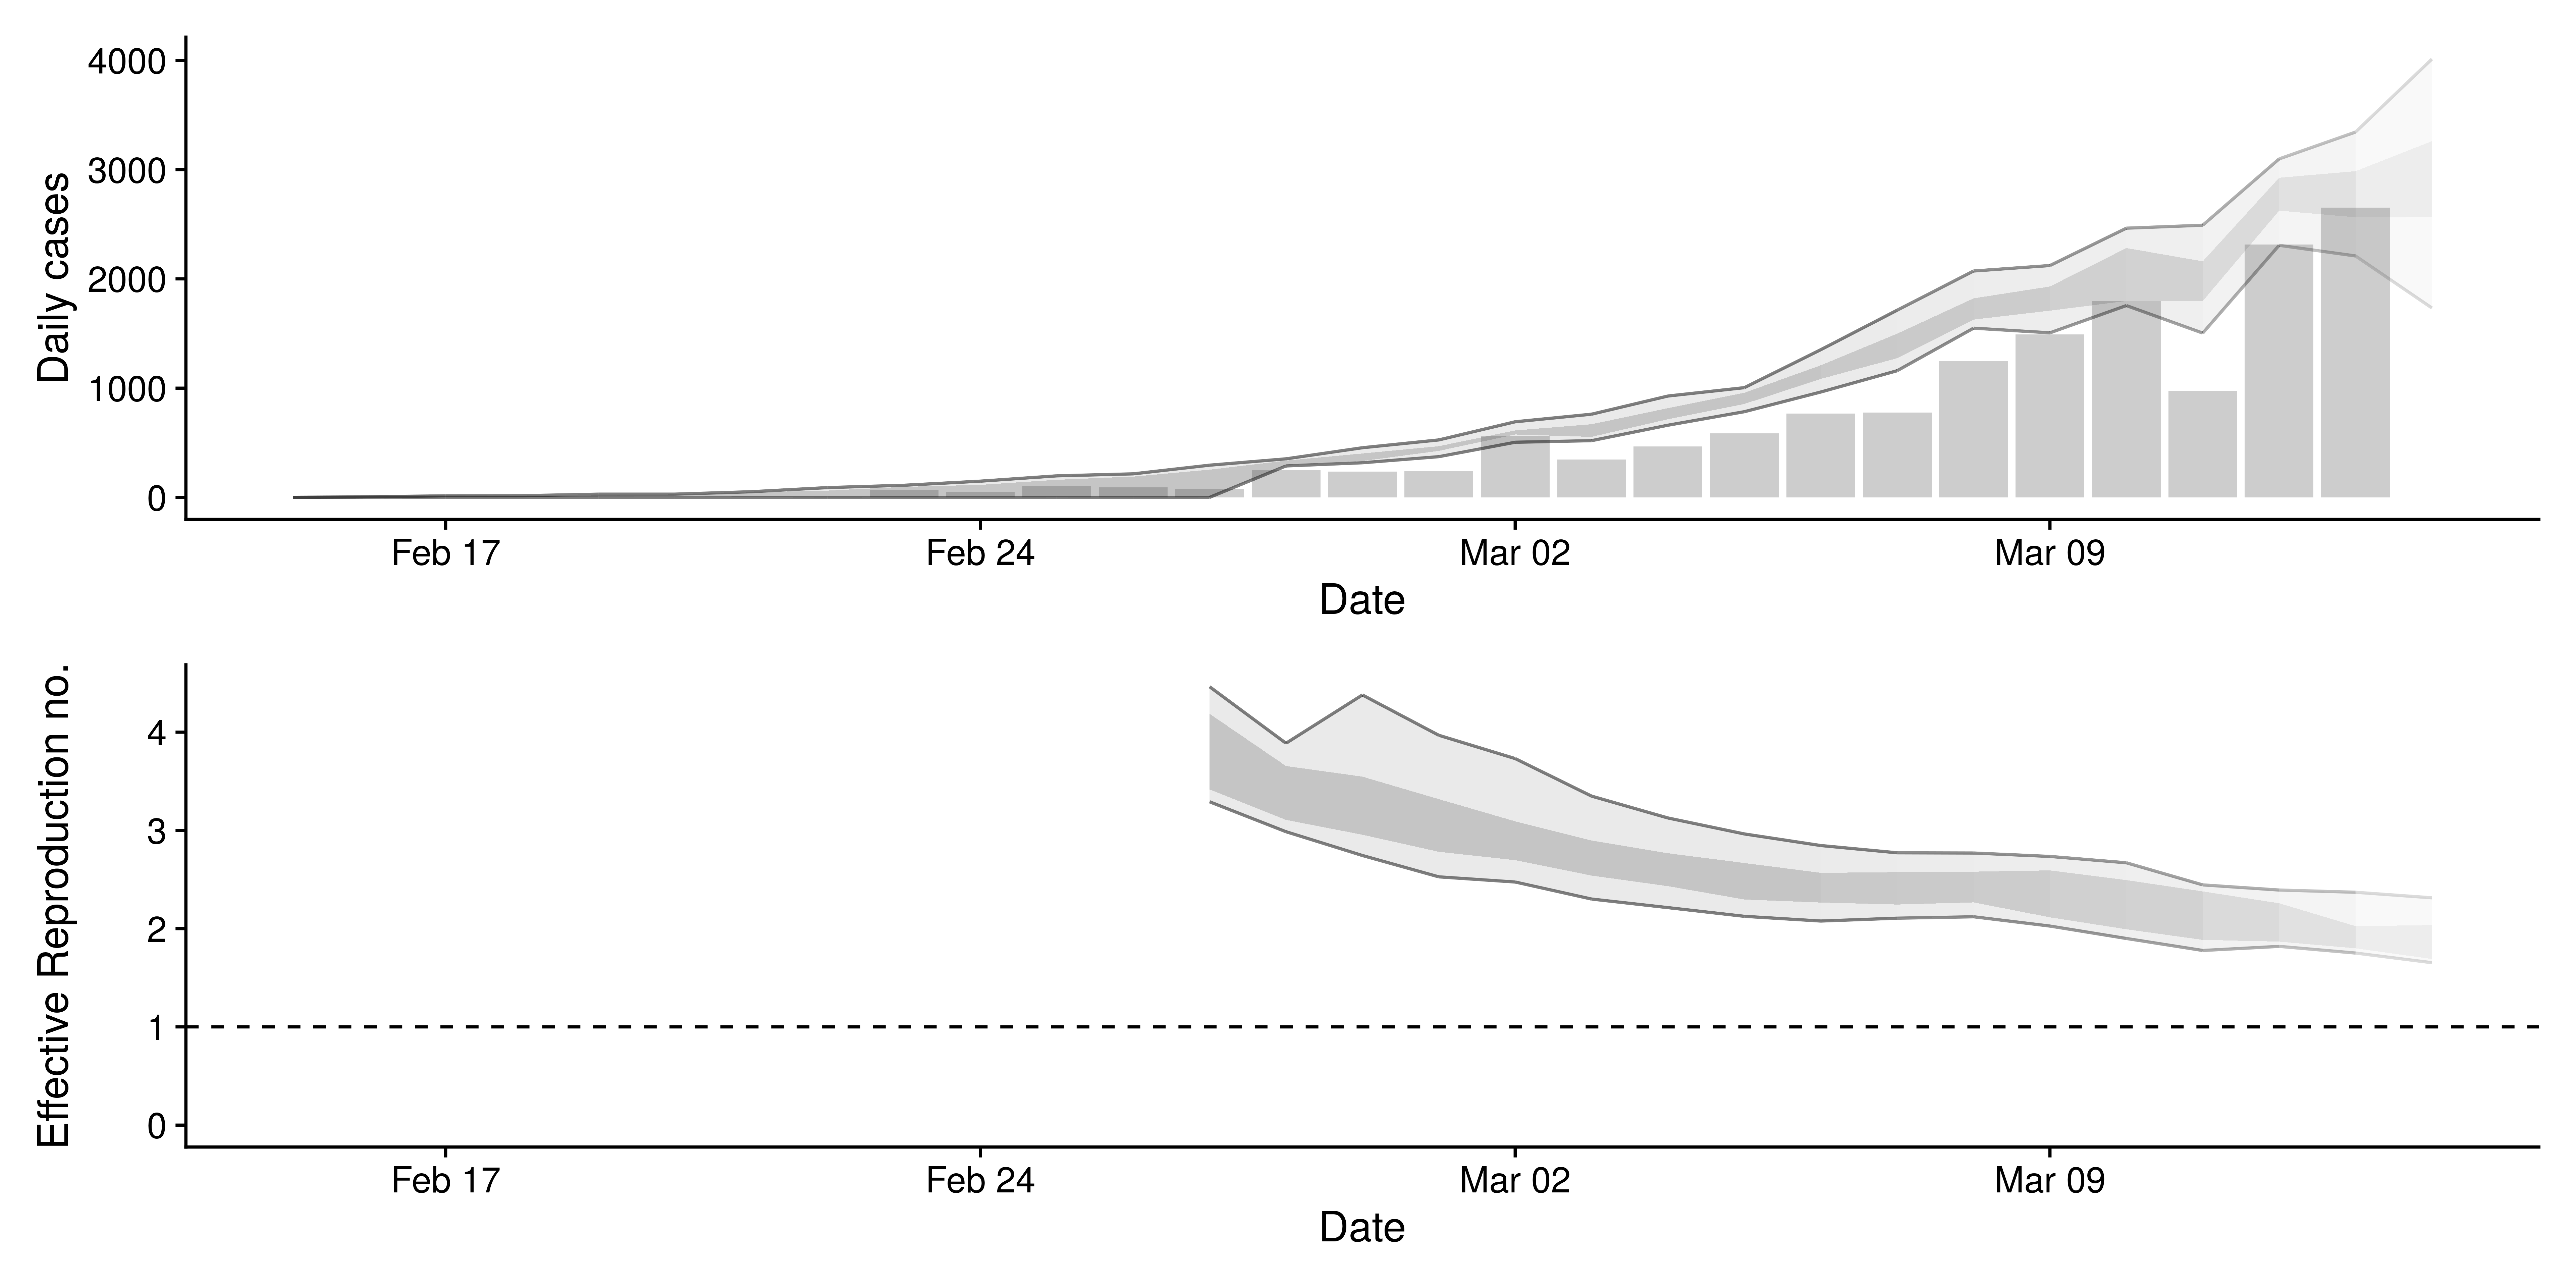 Daily cases
4000
3000
2000
1000
0
Feb 17 Feb 24 Mar 02 Mar 09
Date
Effective Reproduction no.
4
3
2
1
0
Feb 17 Feb 24 Mar 02 Mar 09
Date